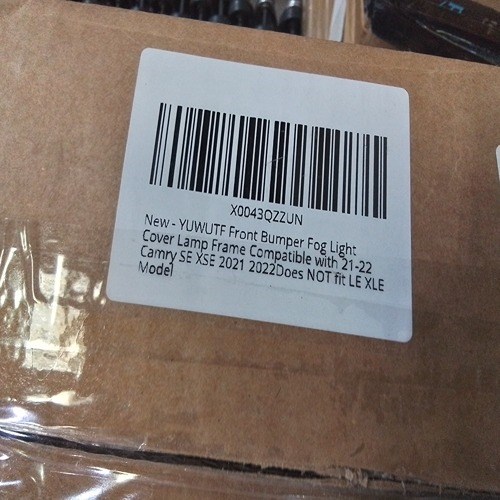 X0043QZZUN
New - YUWUTF Front Bumper Fog Light
Cover Lamp Frame Compatible with 21-22
Camry SE XSE 2021 2022Does NOT fit LE XLE
Model